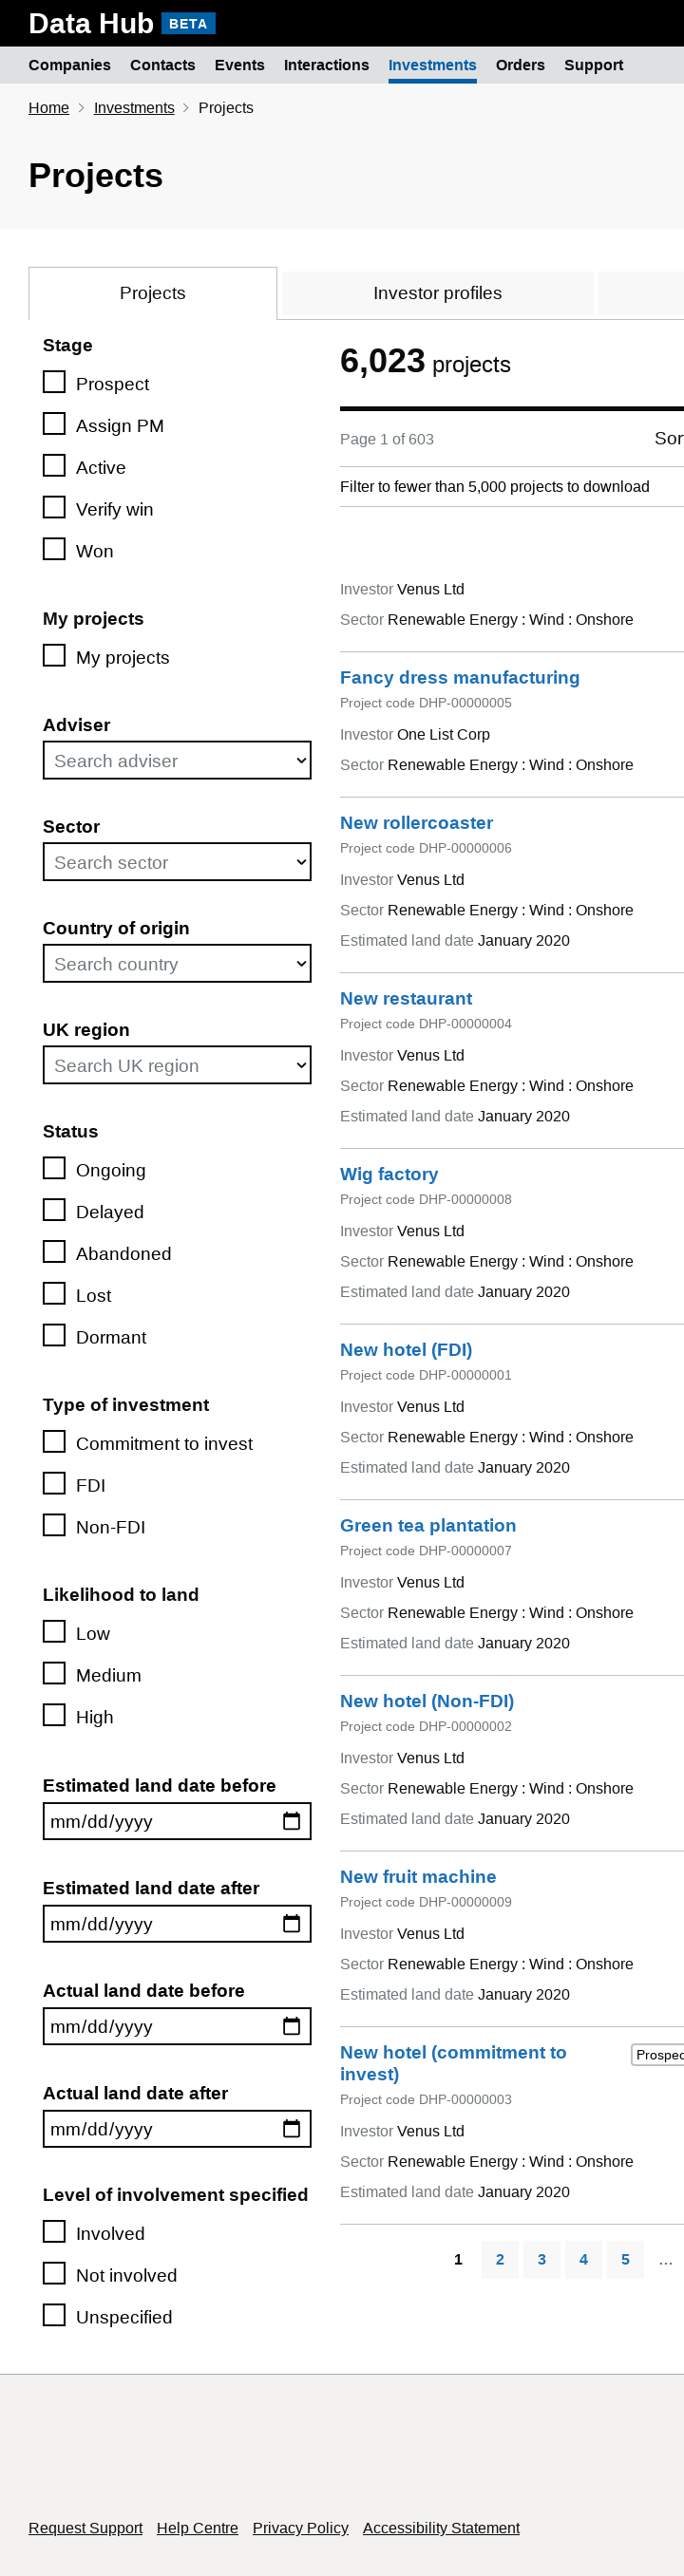 Data Hub BETA
Companies Contacts Events Interactions Investments Orders Support
Home Investments Projects
Projects
Projects
Investor profiles
Stage
Prospect
Assign PM
Active
Verify win
Won
My projects
My projects
Adviser
Search adviser
Sector
Search sector
Country of origin
Search country
UK region
Search UK region
Status
Ongoing
Delayed
Abandoned
Lost
Dormant
Type of investment
Commitment to invest
FDI
Non-FDI
Likelihood to land
Low
Medium
High
Estimated land date before
mm/dd/yyyy
Estimated land date after
mm/dd/yyyy
Actual land date before
mm/dd/yyyy
Actual land date after
mm/dd/yyyy
Level of involvement specified
Involved
Not involved
Unspecified
6,023 projects
Page 1 of 603
Sor
Filter to fewer than 5,000 projects to download
Investor Venus Ltd
Sector Renewable Energy : Wind : Onshore
Fancy dress manufacturing
Project code DHP-00000005
Investor One List Corp
Sector Renewable Energy : Wind : Onshore
New rollercoaster
Project code DHP-00000006
Investor Venus Ltd
Sector Renewable Energy : Wind : Onshore
Estimated land date January 2020
New restaurant
Project code DHP-00000004
Investor Venus Ltd
Sector Renewable Energy : Wind : Onshore
Estimated land date January 2020
Wig factory
Project code DHP-00000008
Investor Venus Ltd
Sector Renewable Energy : Wind : Onshore
Estimated land date January 2020
New hotel (FDI)
Project code DHP-00000001
Investor Venus Ltd
Sector Renewable Energy : Wind : Onshore
Estimated land date January 2020
Green tea plantation
Project code DHP-00000007
Investor Venus Ltd
Sector Renewable Energy : Wind : Onshore
Estimated land date January 2020
New hotel (Non-FDI)
Project code DHP-00000002
Investor Venus Ltd
Sector Renewable Energy : Wind : Onshore
Estimated land date January 2020
New fruit machine
Project code DHP-00000009
Investor Venus Ltd
Sector Renewable Energy : Wind : Onshore
Estimated land date January 2020
New hotel (commitment to
invest)
Prospec
Project code DHP-00000003
Investor Venus Ltd
Sector Renewable Energy : Wind : Onshore
Estimated land date January 2020
1 2 3 4 5 …
Request Support Help Centre Privacy Policy Accessibility Statement